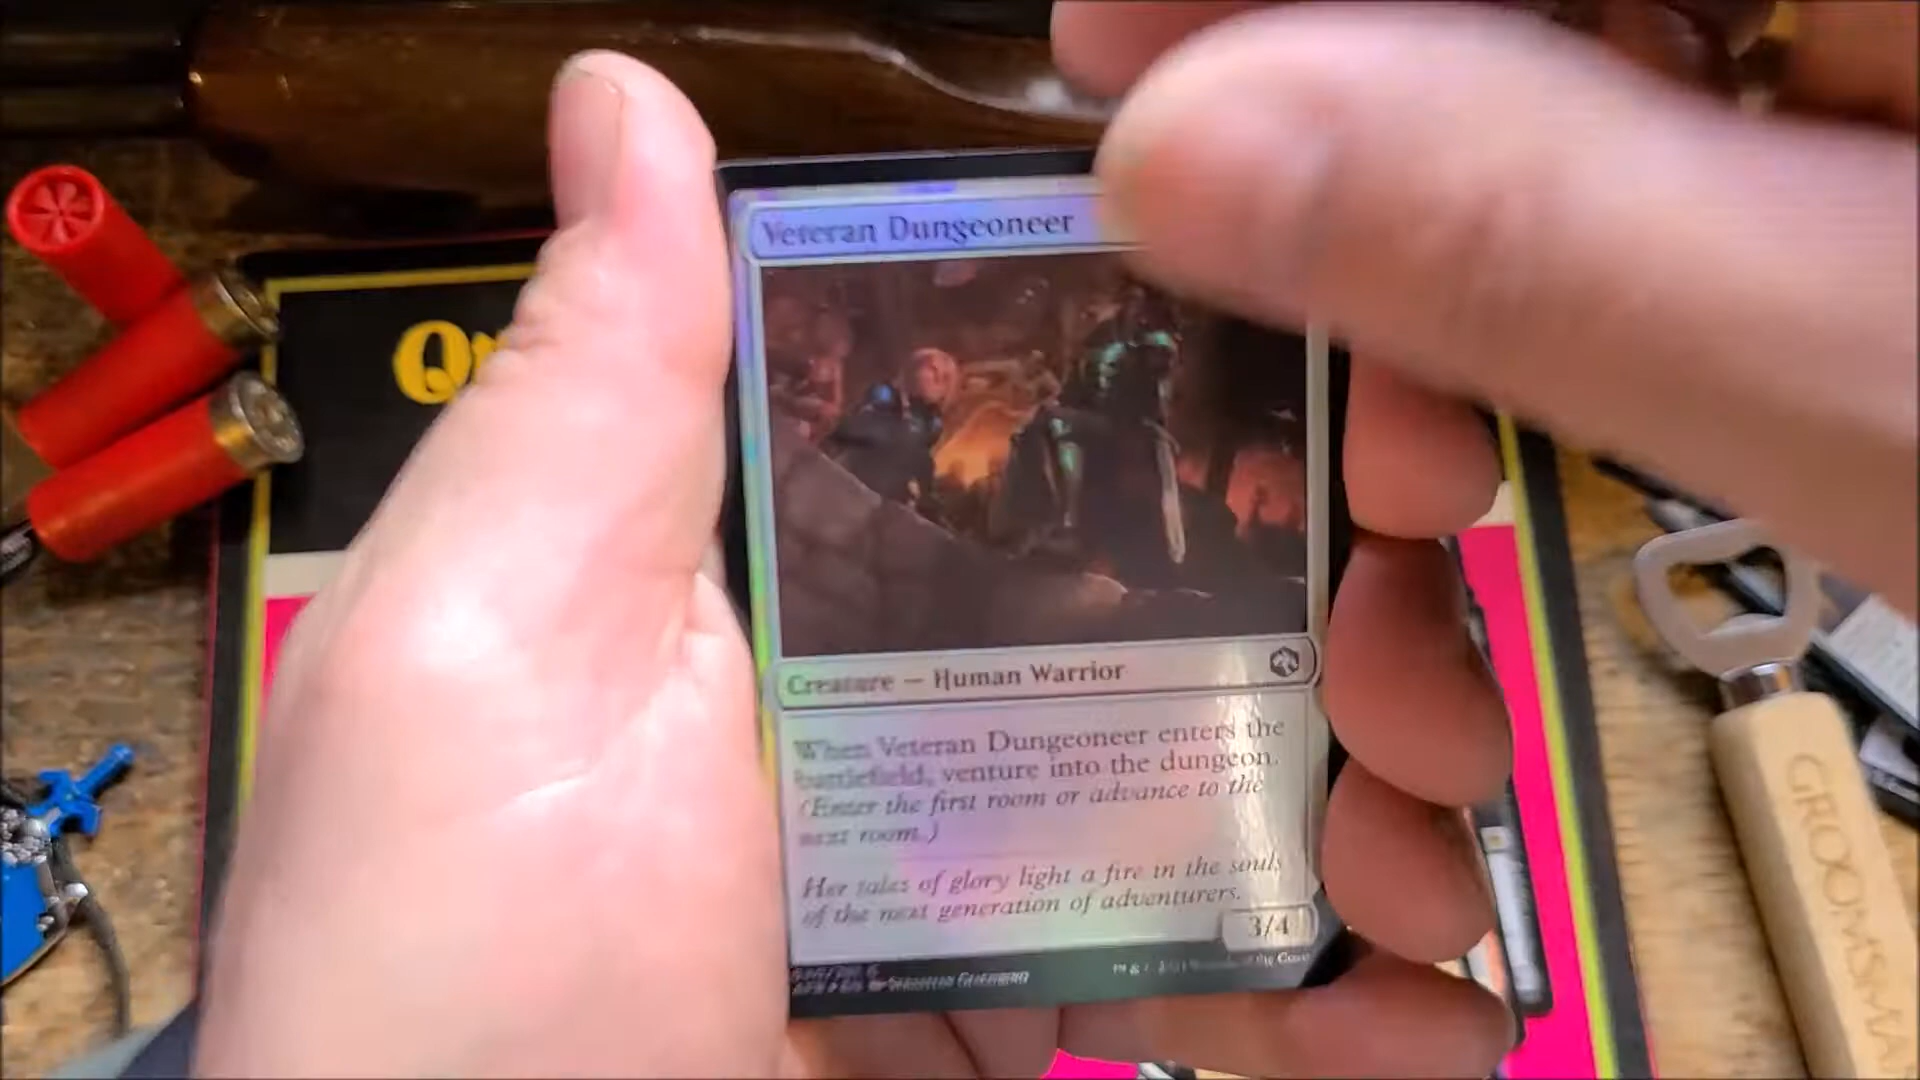 Veteran Dungeoneer
Creature — Human Warrior
When Veteran Dungeoneer enters the
battlefield, venture into the dungeon.
(Enter the first room or advance to the
next room.)
Her tales of glory light a fire in the souls
of the next generation of adventurers.
3/4
GROOMSMA